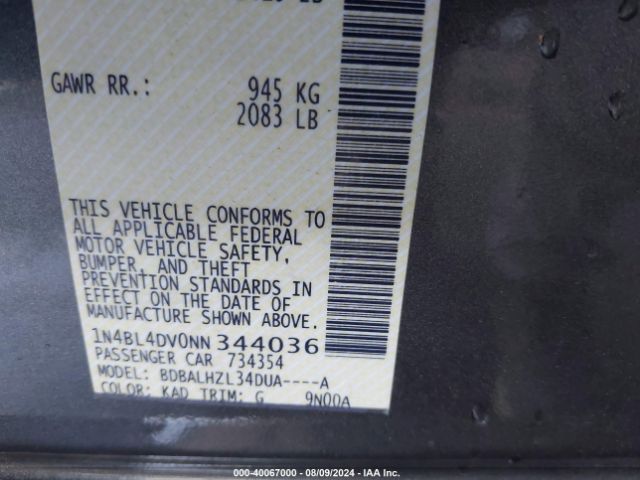 GAWR RR.: 945 KG
2083 LB
THIS VEHICLE CONFORMS TO
ALL APPLICABLE FEDERAL
MOTOR VEHICLE SAFETY,
BUMPER, AND THEFT
PREVENTION STANDARDS IN
EFFECT ON THE DATE OF
MANUFACTURE SHOWN ABOVE.
1N4BL4DV0NN344036
PASSENGER CAR 734354
MODEL: BDBALHZL34DUA----A
COLOR: KAD TRIM: G 9N00A
000-40067000 - 08/09/2024 - IAA Inc.